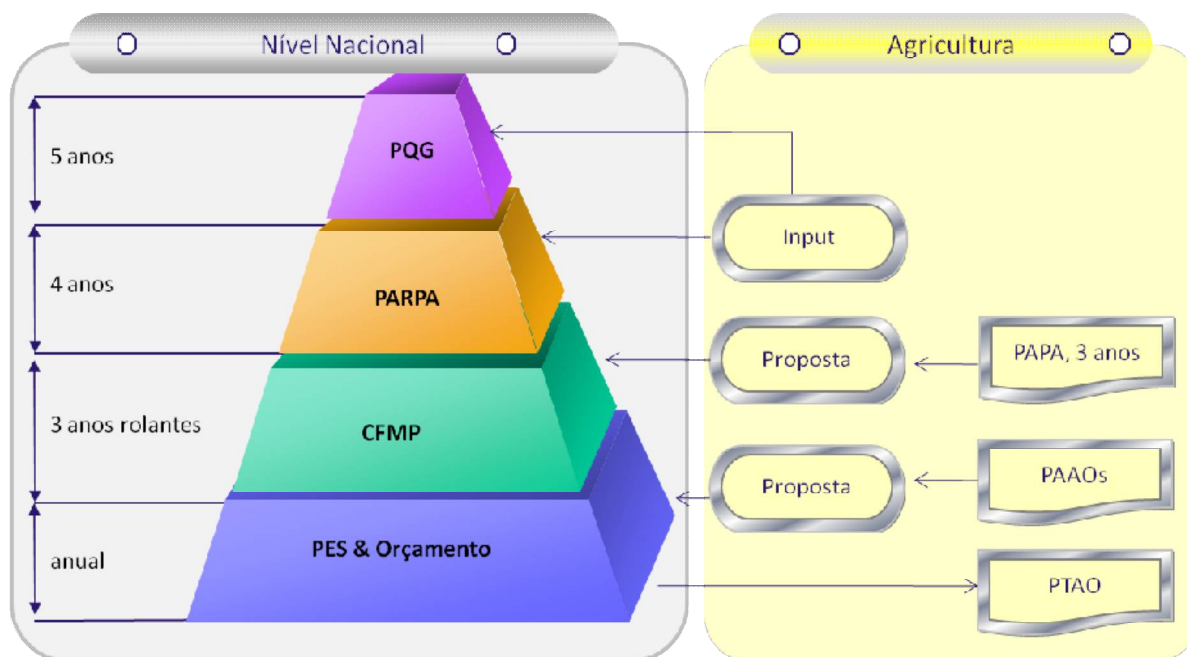 Nível Nacional
Agricultura
5 anos
PQG
Input
4 anos
PARPA
3 anos rolantes
CFMP
Proposta
PAPA, 3 anos
anual
PES & Orçamento
Proposta
PAAOs
PTAO